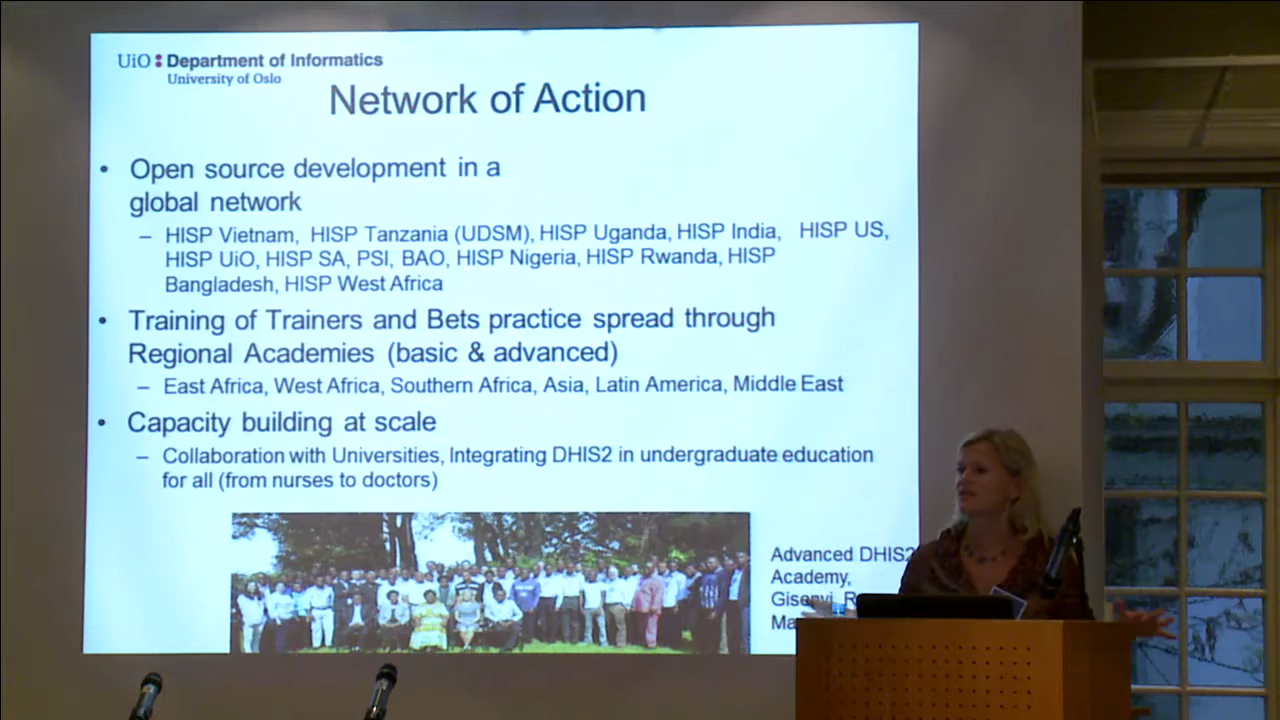 UiO : Department of Informatics
University of Oslo
Network of Action
• Open source development in a
global network
– HISP Vietnam, HISP Tanzania (UDSM), HISP Uganda, HISP India, HISP US,
HISP UiO, HISP SA, PSI, BAO, HISP Nigeria, HISP Rwanda, HISP
Bangladesh, HISP West Africa
• Training of Trainers and Bets practice spread through
Regional Academies (basic & advanced)
– East Africa, West Africa, Southern Africa, Asia, Latin America, Middle East
• Capacity building at scale
– Collaboration with Universities, Integrating DHIS2 in undergraduate education
for all (from nurses to doctors)
Advanced DHIS2
Academy,